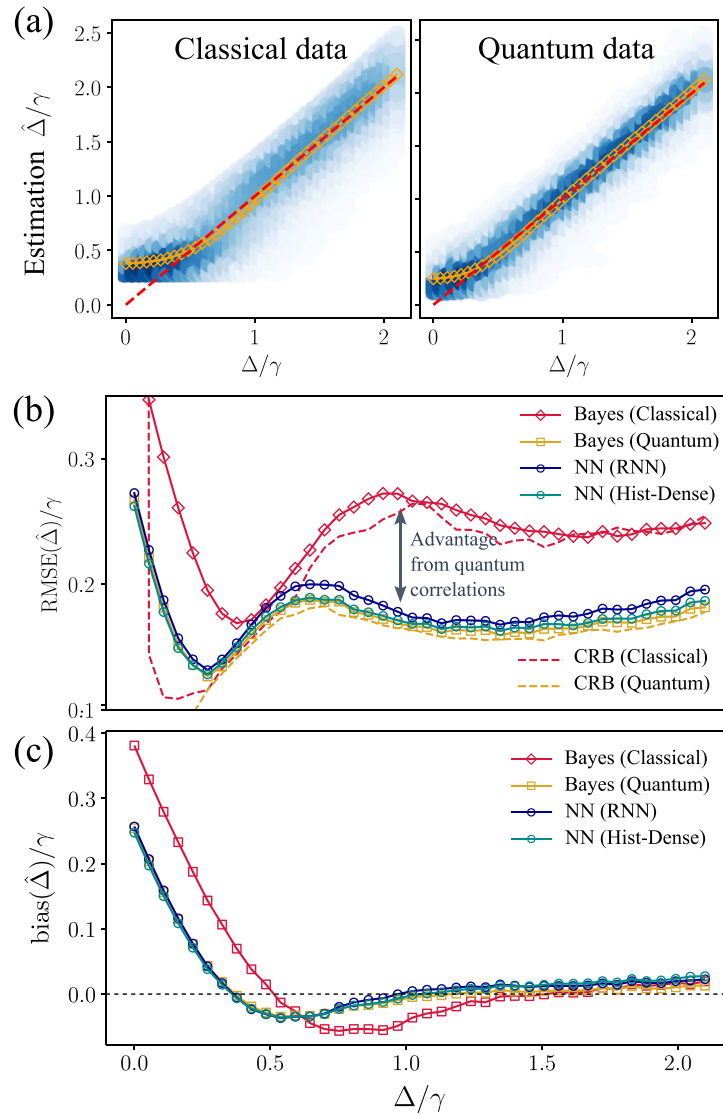 (a)
Classical data
Quantum data
Estimation Δ̂/γ
2.5
2.0
1.5
1.0
0.5
0.0
0
1
2
0
1
2
Δ/γ
Δ/γ
(b)
Bayes (Classical)
Bayes (Quantum)
NN (RNN)
NN (Hist-Dense)
RMSE(Δ̂)/γ
0.3
0.2
0.1
Advantage
from quantum
correlations
CRB (Classical)
CRB (Quantum)
(c)
Bayes (Classical)
Bayes (Quantum)
NN (RNN)
NN (Hist-Dense)
bias(Δ̂)/γ
0.4
0.3
0.2
0.1
0.0
0.0
0.5
1.0
1.5
2.0
Δ/γ